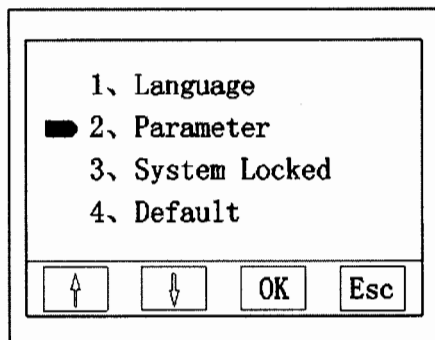 1、Language
2、Parameter
3、System Locked
4、Default
OK Esc